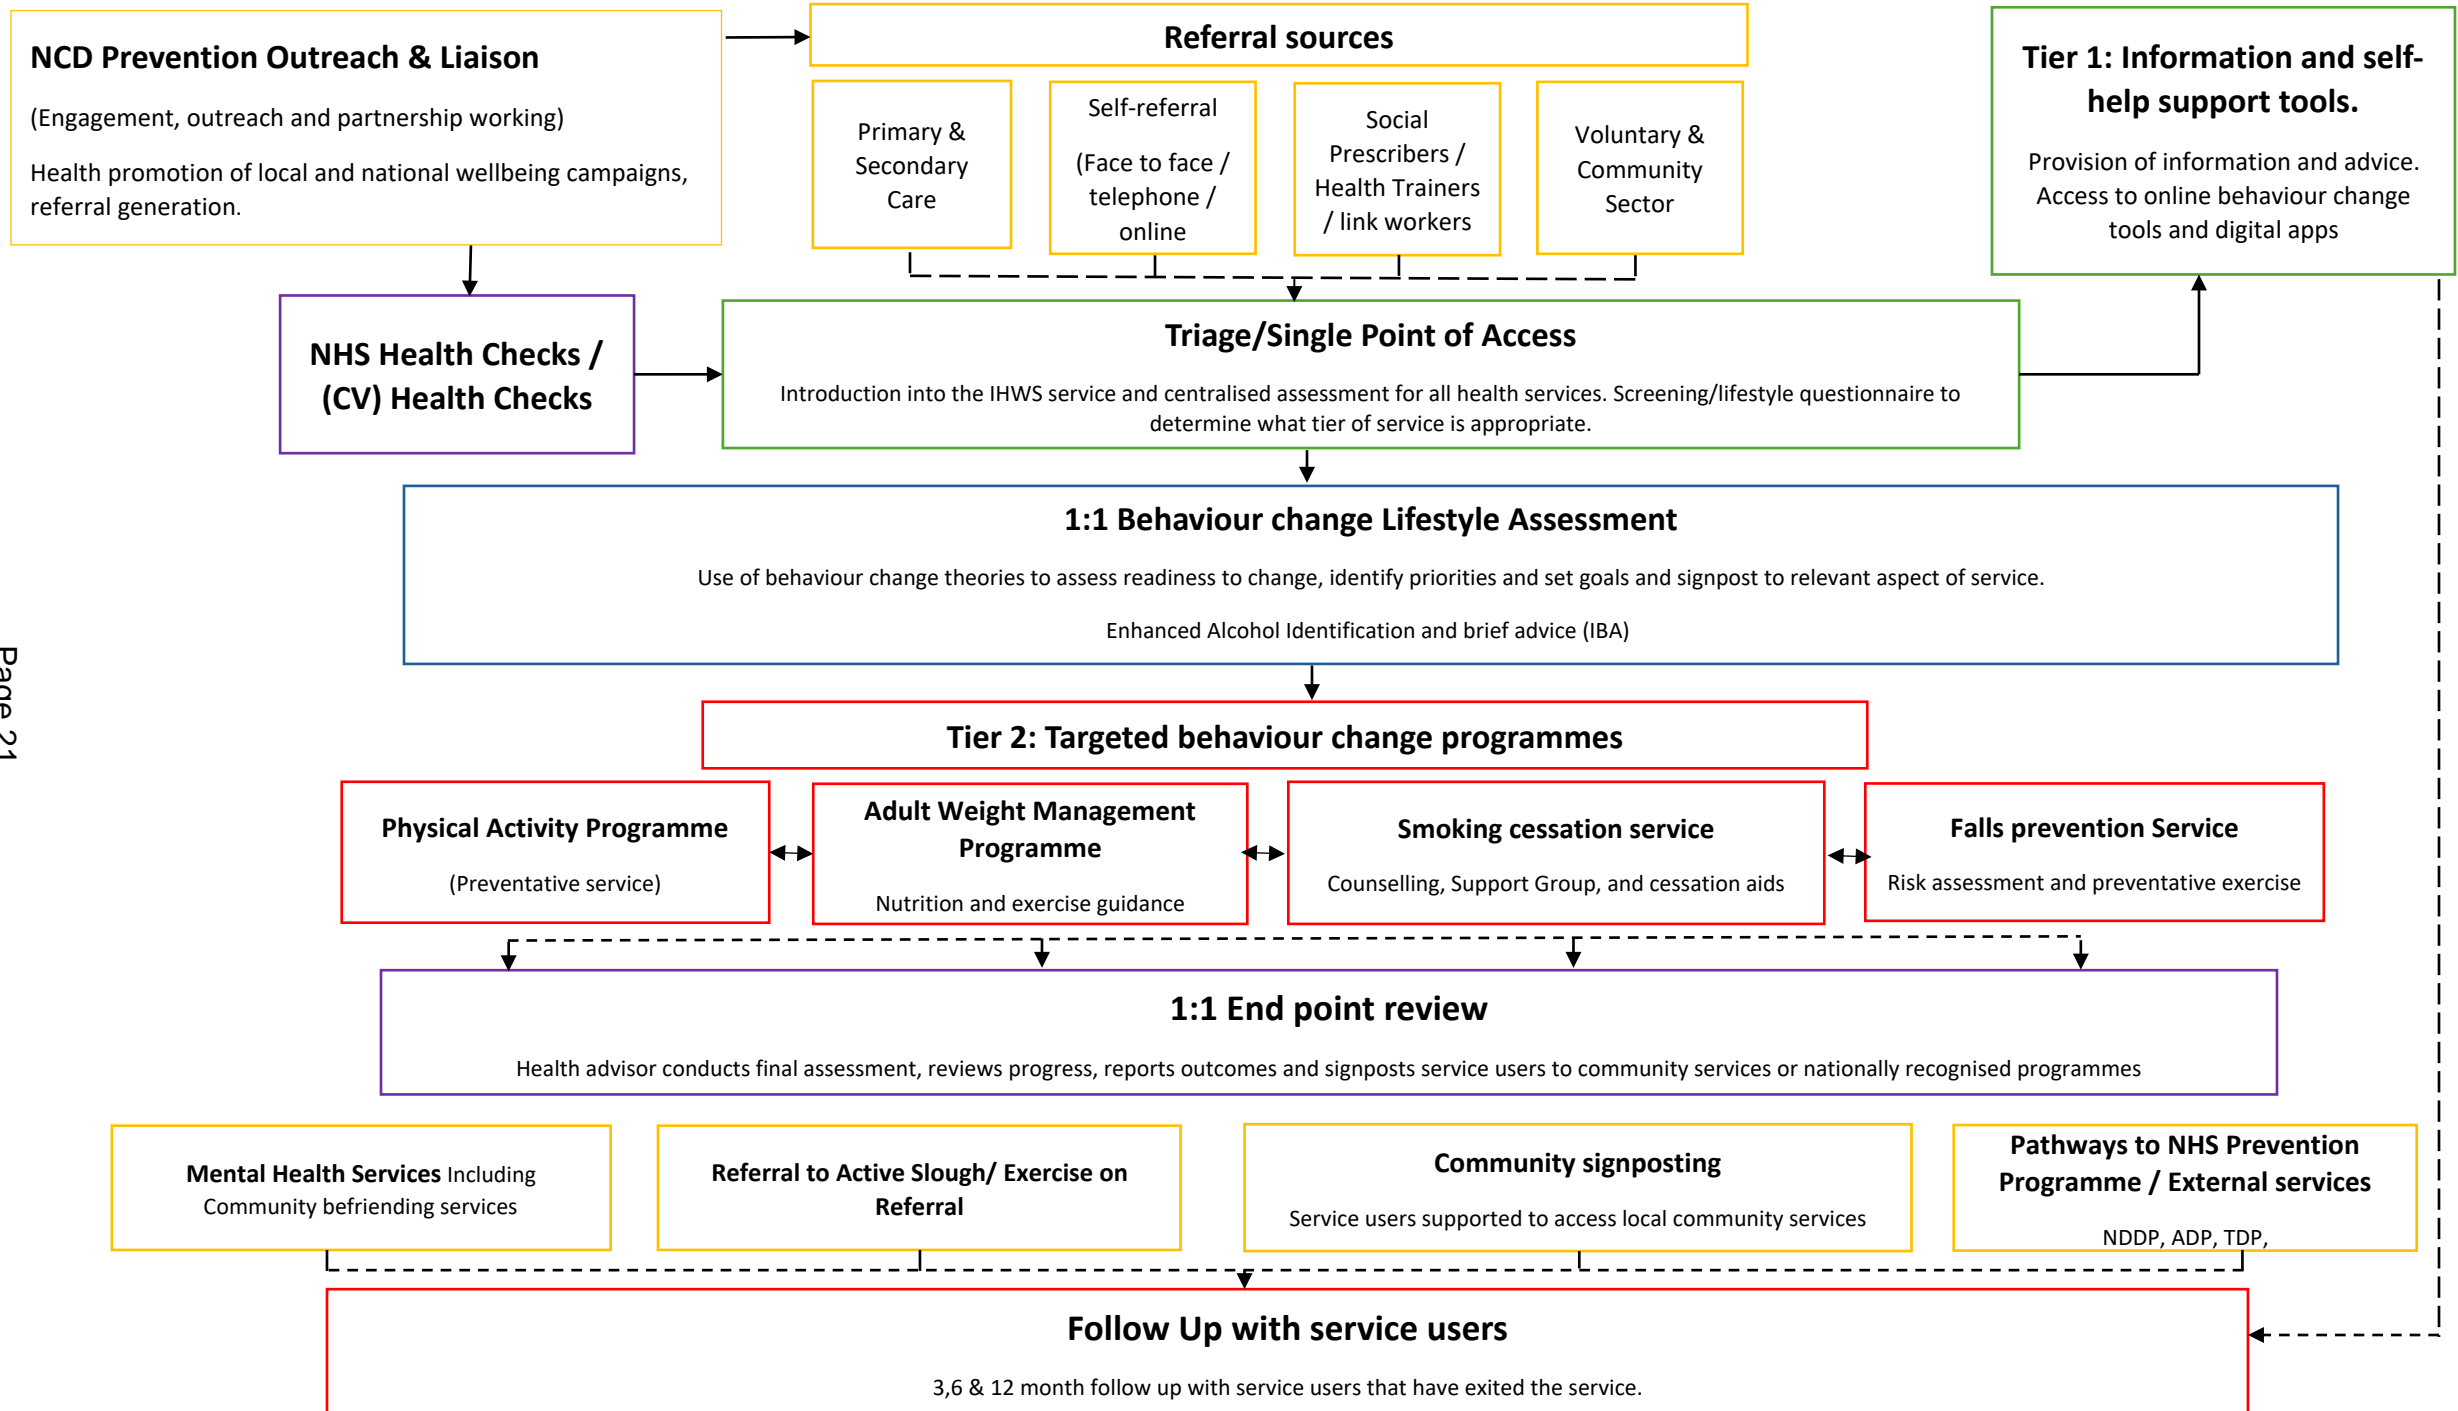 NCD Prevention Outreach & Liaison
(Engagement, outreach and partnership working)
Health promotion of local and national wellbeing campaigns,
referral generation.
Referral sources
Primary &
Secondary
Care
Self-referral
(Face to face /
telephone /
online
Social
Prescribers /
Health Trainers
/ link workers
Voluntary &
Community
Sector
Tier 1: Information and self-
help support tools.
Provision of information and advice.
Access to online behaviour change
tools and digital apps
NHS Health Checks /
(CV) Health Checks
Triage/Single Point of Access
Introduction into the IHWS service and centralised assessment for all health services. Screening/lifestyle questionnaire to
determine what tier of service is appropriate.
1:1 Behaviour change Lifestyle Assessment
Use of behaviour change theories to assess readiness to change, identify priorities and set goals and signpost to relevant aspect of service.
Enhanced Alcohol Identification and brief advice (IBA)
Page 21
Tier 2: Targeted behaviour change programmes
Physical Activity Programme
(Preventative service)
Adult Weight Management
Programme
Nutrition and exercise guidance
Smoking cessation service
Counselling, Support Group, and cessation aids
Falls prevention Service
Risk assessment and preventative exercise
1:1 End point review
Health advisor conducts final assessment, reviews progress, reports outcomes and signposts service users to community services or nationally recognised programmes
Mental Health Services Including
Community befriending services
Referral to Active Slough/ Exercise on
Referral
Community signposting
Service users supported to access local community services
Pathways to NHS Prevention
Programme / External services
NDDP, ADP, TDP,
Follow Up with service users
3,6 & 12 month follow up with service users that have exited the service.